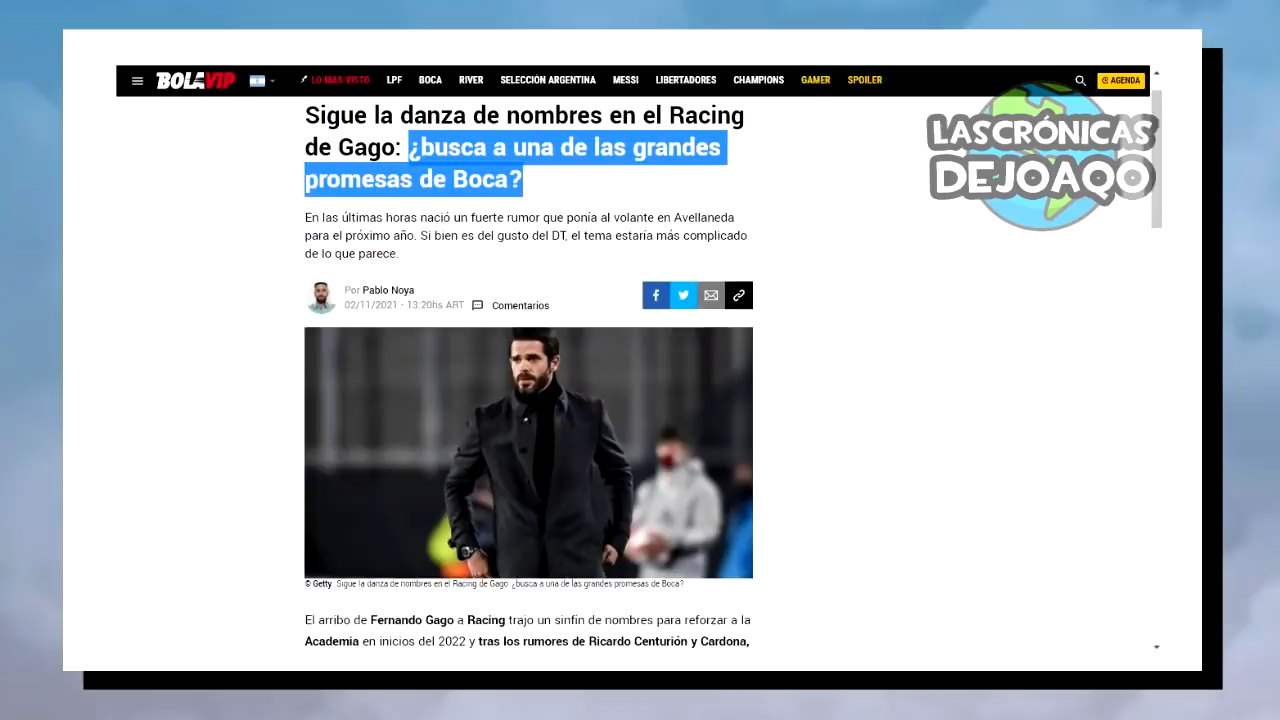 BOLAVIP
LO MÁS VISTO LPF BOCA RIVER SELECCIÓN ARGENTINA MESSI LIBERTADORES CHAMPIONS GAMER SPOILER
AGENDA
LAS CRÓNICAS
DE JOAQO
Sigue la danza de nombres en el Racing
de Gago: ¿busca a una de las grandes
promesas de Boca?
En las últimas horas nació un fuerte rumor que ponía al volante en Avellaneda
para el próximo año. Si bien es del gusto del DT, el tema estaría más complicado
de lo que parece.
Por Pablo Noya
02/11/2021 - 13:20hs ART Comentarios
© Getty Sigue la danza de nombres en el Racing de Gago: ¿busca a una de las grandes promesas de Boca?
El arribo de Fernando Gago a Racing trajo un sinfín de nombres para reforzar a la
Academia en inicios del 2022 y tras los rumores de Ricardo Centurión y Cardona,